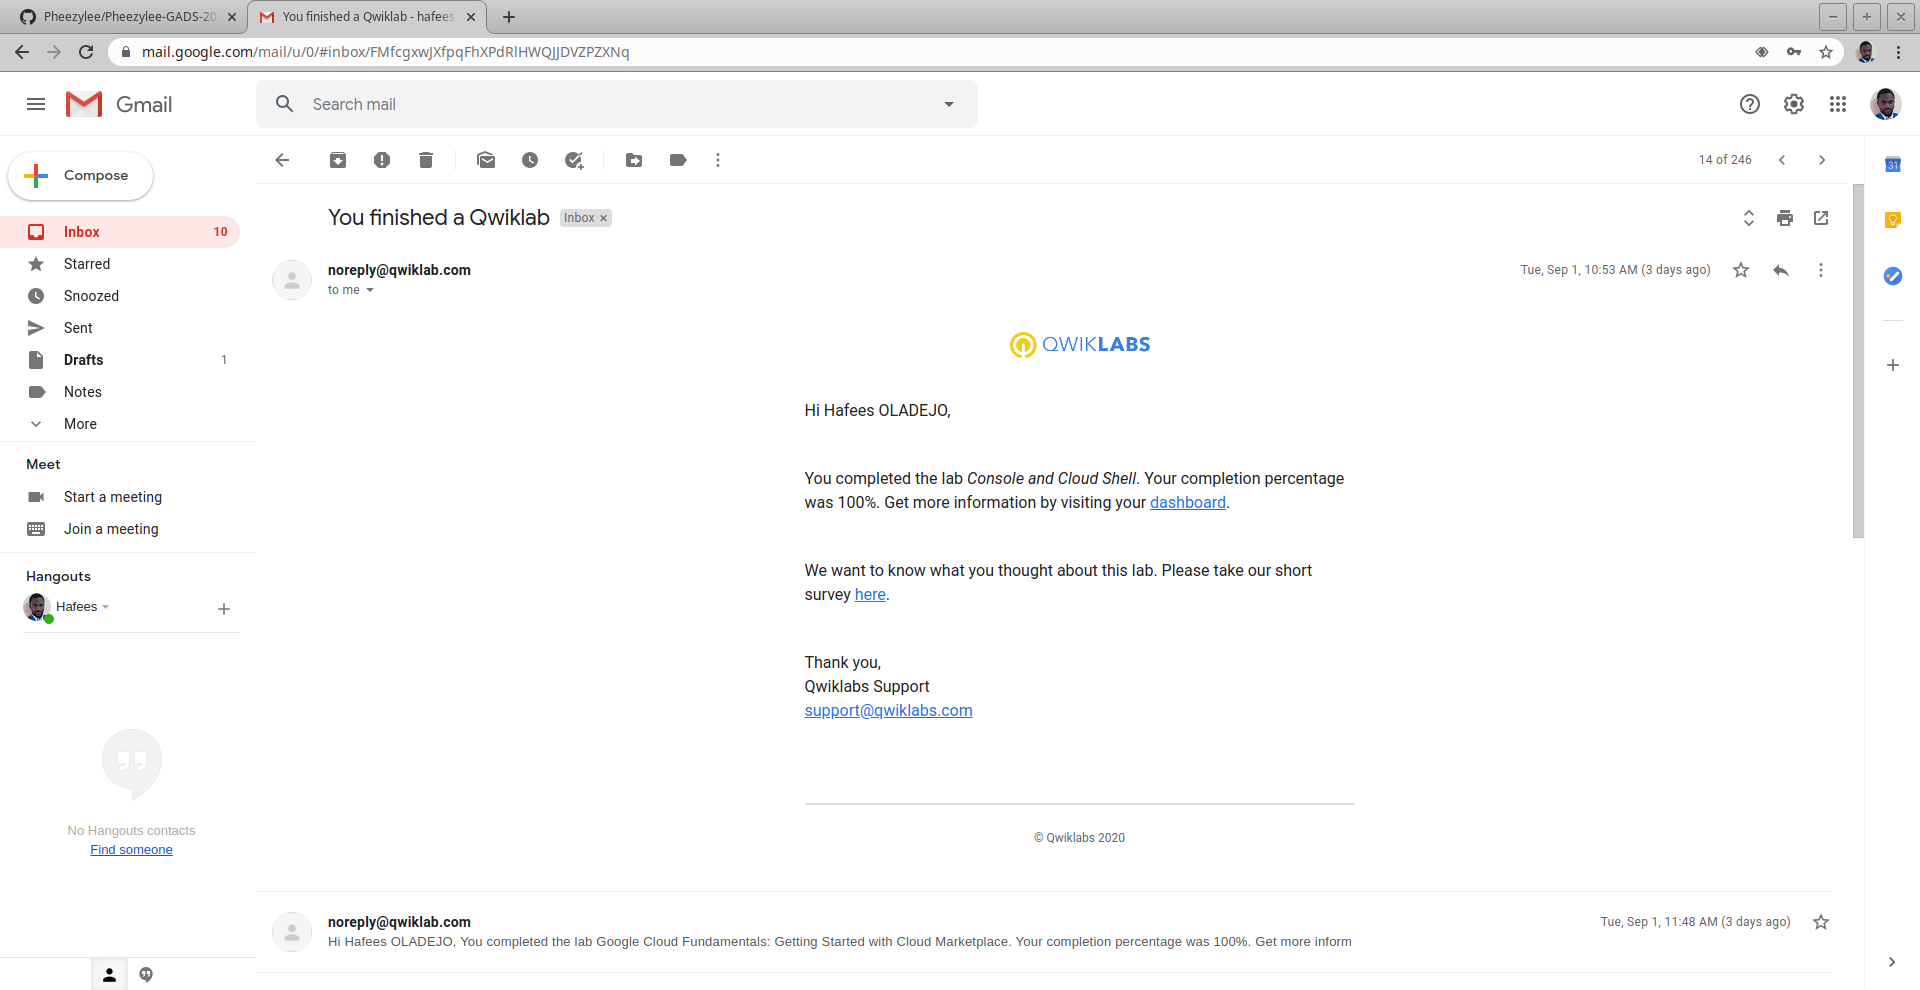 Pheezylee/Pheezylee-GADS-20
You finished a Qwiklab - hafees
mail.google.com/mail/u/0/#inbox/FMfcgxwJXfpqFhXPdRlHWQJJDVZPZXNq
Gmail
Search mail
Compose
14 of 246
31
Inbox 10
Starred
Snoozed
Sent
Drafts 1
Notes
More
Meet
Start a meeting
Join a meeting
Hangouts
Hafees
No Hangouts contacts
Find someone
You finished a Qwiklab Inbox x
noreply@qwiklab.com
Tue, Sep 1, 10:53 AM (3 days ago)
to me
QWIKLABS
Hi Hafees OLADEJO,
You completed the lab Console and Cloud Shell. Your completion percentage
was 100%. Get more information by visiting your dashboard.
We want to know what you thought about this lab. Please take our short
survey here.
Thank you,
Qwiklabs Support
support@qwiklabs.com
© Qwiklabs 2020
noreply@qwiklab.com
Tue, Sep 1, 11:48 AM (3 days ago)
Hi Hafees OLADEJO, You completed the lab Google Cloud Fundamentals: Getting Started with Cloud Marketplace. Your completion percentage was 100%. Get more inform